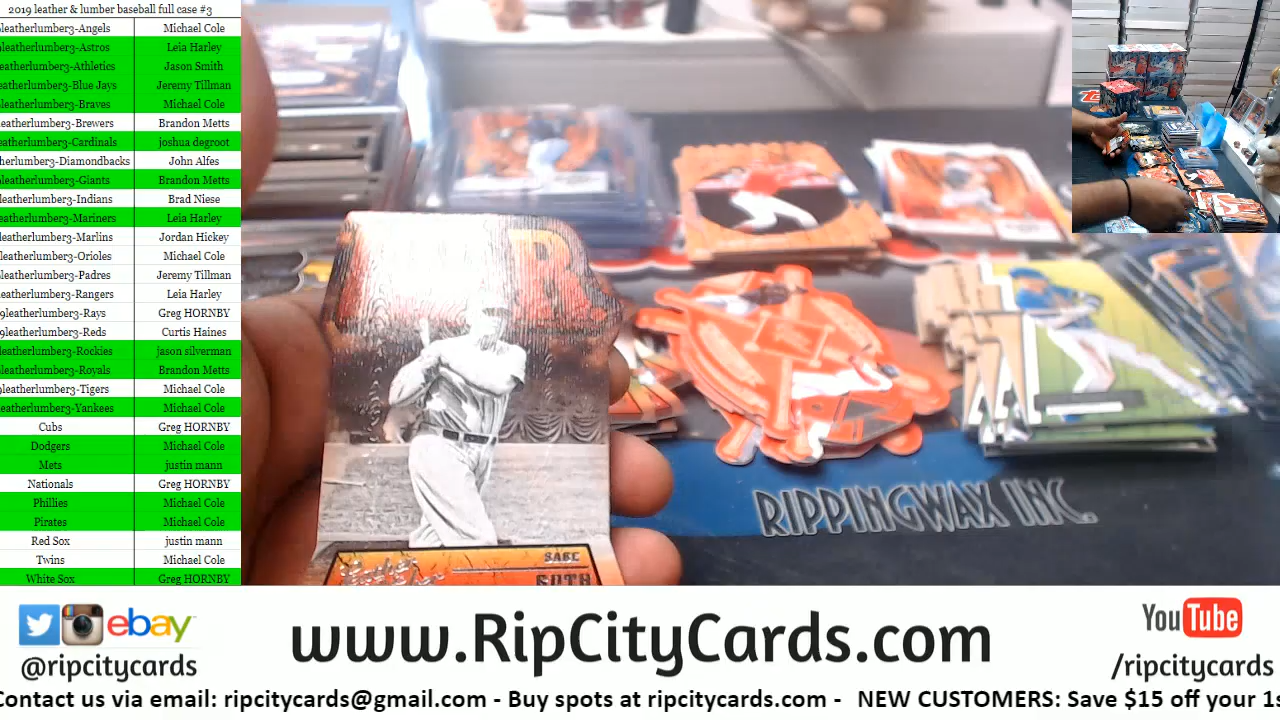 2019 leather & lumber baseball full case #3
leatherlumber3-Angels Michael Cole
leatherlumber3-Astros Leia Harley
eatherlumber3-Athletics Jason Smith
eatherlumber3-Blue Jays Jeremy Tillman
leatherlumber3-Braves Michael Cole
eatherlumber3-Brewers Brandon Metts
eatherlumber3-Cardinals joshua degroot
herlumber3-Diamondbacks John Alfes
leatherlumber3-Giants Brandon Metts
leatherlumber3-Indians Brad Niese
leatherlumber3-Mariners Leia Harley
leatherlumber3-Marlins Jordan Hickey
leatherlumber3-Orioles Michael Cole
leatherlumber3-Padres Jeremy Tillman
leatherlumber3-Rangers Leia Harley
9leatherlumber3-Rays Greg HORNBY
9leatherlumber3-Reds Curtis Haines
leatherlumber3-Rockies jason silverman
leatherlumber3-Royals Brandon Metts
leatherlumber3-Tigers Michael Cole
eatherlumber3-Yankees Michael Cole
Cubs Greg HORNBY
Dodgers Michael Cole
Mets justin mann
Nationals Greg HORNBY
Phillies Michael Cole
Pirates Michael Cole
Red Sox justin mann
Twins Michael Cole
White Sox Greg HORNBY
RIPPINGWAX INC.
ebay
@ripcitycards
www.RipCityCards.com
YouTube
/ripcitycards
Contact us via email: ripcitycards@gmail.com - Buy spots at ripcitycards.com - NEW CUSTOMERS: Save $15 off your 1s